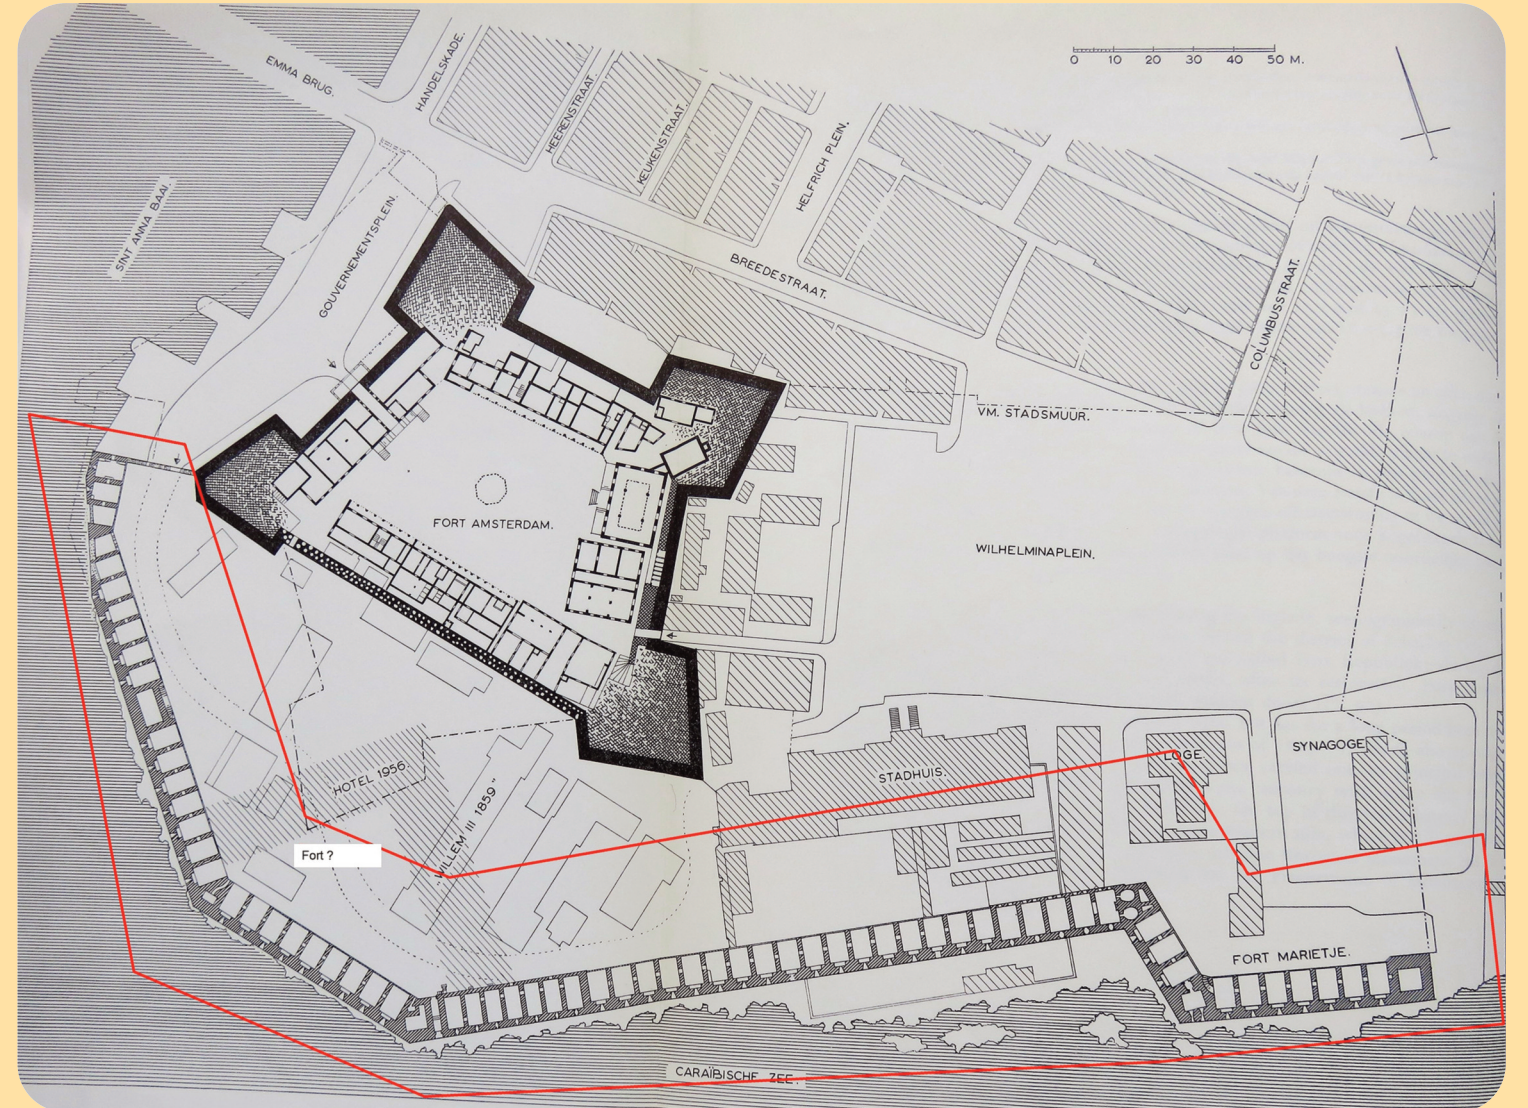 EMMA BRUG.
HANDELSKADE.
HEERENSTRAAT.
KEUKENSTRAAT.
HELFRICH PLEIN.
0 10 20 30 40 50 M.
SINT ANNA BAAI.
GOUVERNEMENTSPLEIN.
BREEDESTRAAT.
COLUMBUSSTRAAT.
VM. STADSMUUR.
FORT AMSTERDAM.
WILHELMINAPLEIN.
HOTEL 1956.
„WILLEM III 1859”
STADHUIS.
LOGE
SYNAGOGE
Fort ?
FORT MARIETJE.
CARAÏBISCHE ZEE.